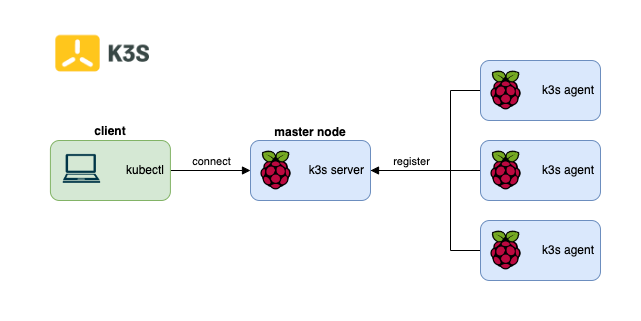 K3S
client
kubectl
connect
master node
k3s server
register
k3s agent
k3s agent
k3s agent